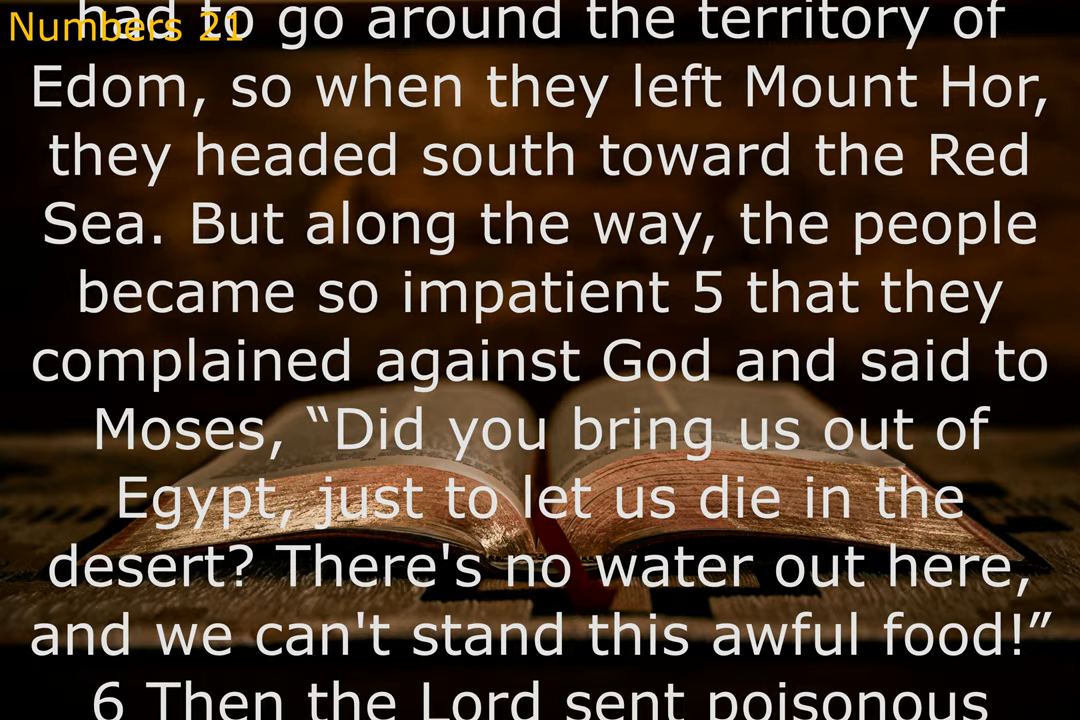 Numbers 21
had to go around the territory of
Edom, so when they left Mount Hor,
they headed south toward the Red
Sea. But along the way, the people
became so impatient 5 that they
complained against God and said to
Moses, “Did you bring us out of
Egypt, just to let us die in the
desert? There's no water out here,
and we can't stand this awful food!”
6 Then the Lord sent poisonous